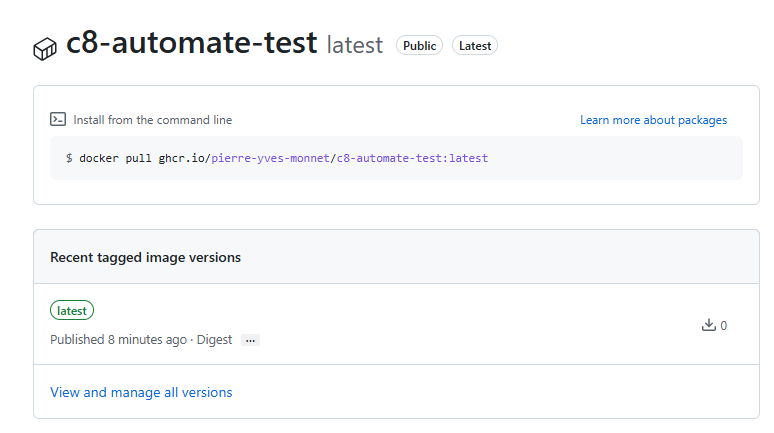 c8-automate-test latest Public Latest
Install from the command line Learn more about packages
$ docker pull ghcr.io/pierre-yves-monnet/c8-automate-test:latest
Recent tagged image versions
latest
Published 8 minutes ago · Digest ...
0
View and manage all versions